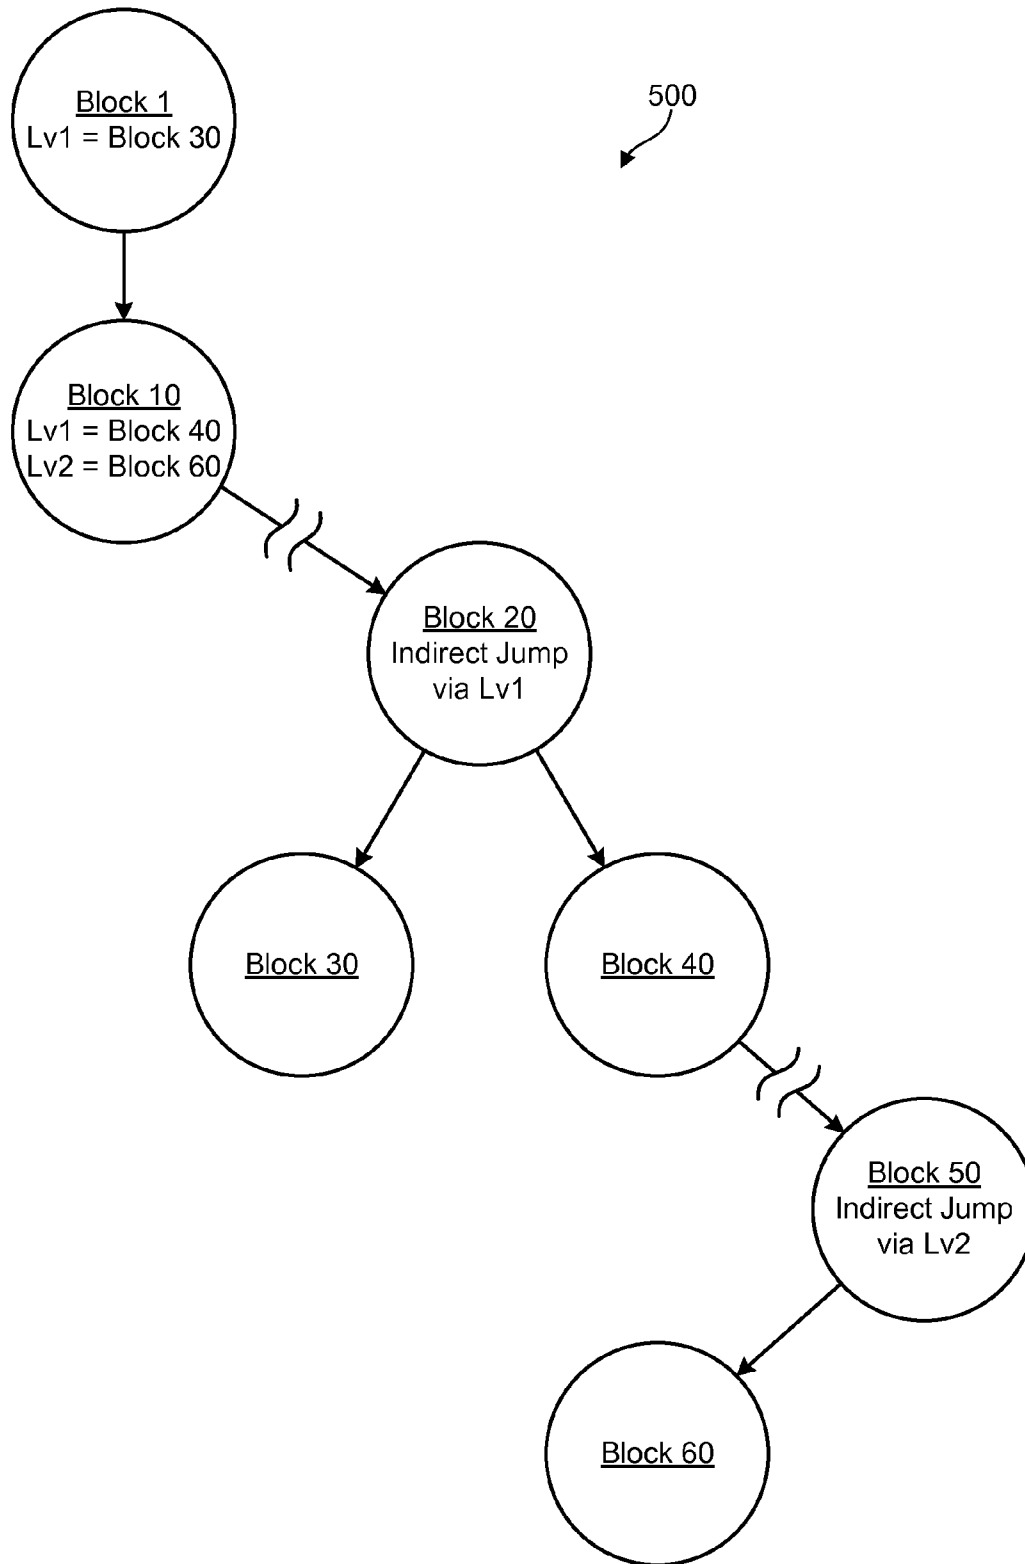 Block 1
Lv1 = Block 30
500
Block 10
Lv1 = Block 40
Lv2 = Block 60
Block 20
Indirect Jump
via Lv1
Block 30
Block 40
Block 50
Indirect Jump
via Lv2
Block 60